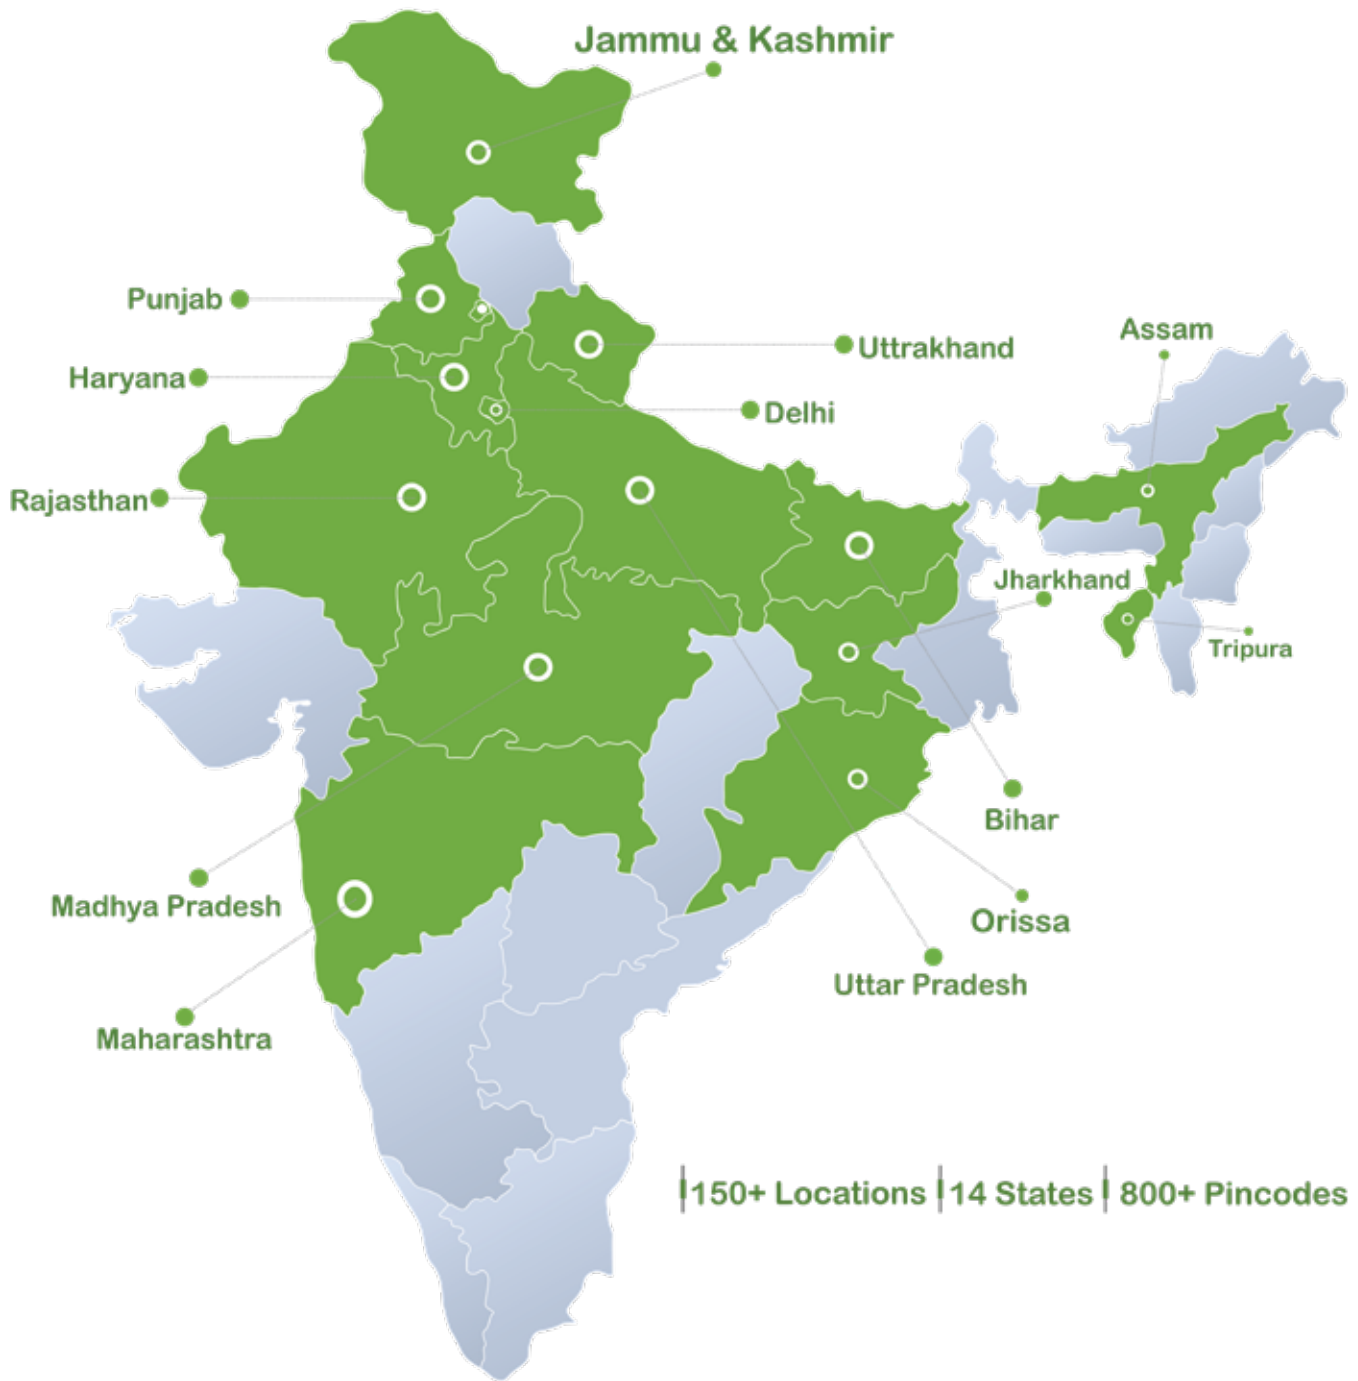 Jammu & Kashmir
Punjab
Assam
Uttrakhand
Haryana
Delhi
Rajasthan
Jharkhand
Tripura
Bihar
Madhya Pradesh
Orissa
Uttar Pradesh
Maharashtra
150+ Locations | 14 States | 800+ Pincodes